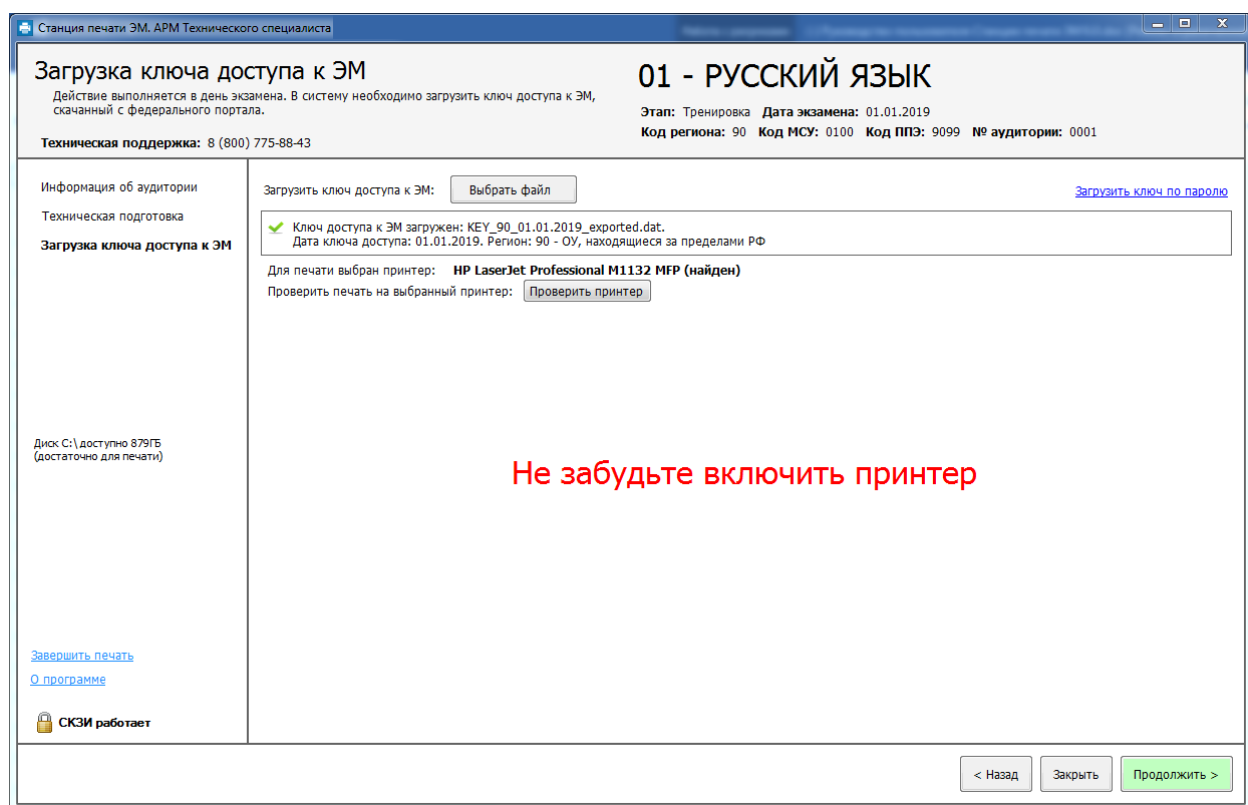 Станция печати ЭМ. АРМ Технического специалиста
Загрузка ключа доступа к ЭМ
Действие выполняется в день экзамена. В систему необходимо загрузить ключ доступа к ЭМ,
скачанный с федерального портала.
Техническая поддержка: 8 (800) 775-88-43
01 - РУССКИЙ ЯЗЫК
Этап: Тренировка Дата экзамена: 01.01.2019
Код региона: 90 Код МСУ: 0100 Код ППЭ: 9099 № аудитории: 0001
Информация об аудитории
Техническая подготовка
Загрузка ключа доступа к ЭМ
Диск C:\ доступно 879ГБ
(достаточно для печати)
Завершить печать
О программе
СКЗИ работает
Загрузить ключ доступа к ЭМ: Выбрать файл Загрузить ключ по паролю
Ключ доступа к ЭМ загружен: KEY_90_01.01.2019_exported.dat.
Дата ключа доступа: 01.01.2019. Регион: 90 - ОУ, находящиеся за пределами РФ
Для печати выбран принтер: HP LaserJet Professional M1132 MFP (найден)
Проверить печать на выбранный принтер: Проверить принтер
Не забудьте включить принтер
< Назад Закрыть Продолжить >